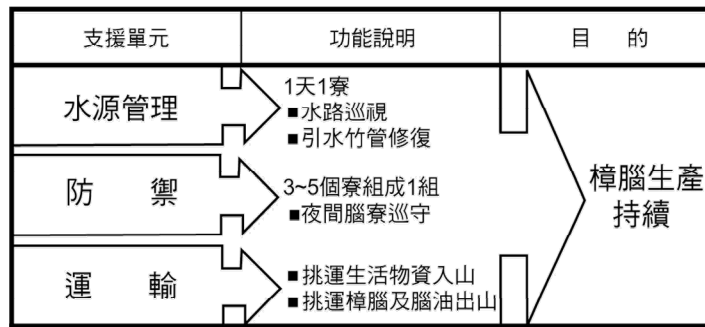 支援單元 功能說明 目 的
水源管理
1天1寮
■水路巡視
■引水竹管修復
防 禦
3~5個寮組成1組
■夜間腦寮巡守
運 輸
■挑運生活物資入山
■挑運樟腦及腦油出山
樟腦生產
持續